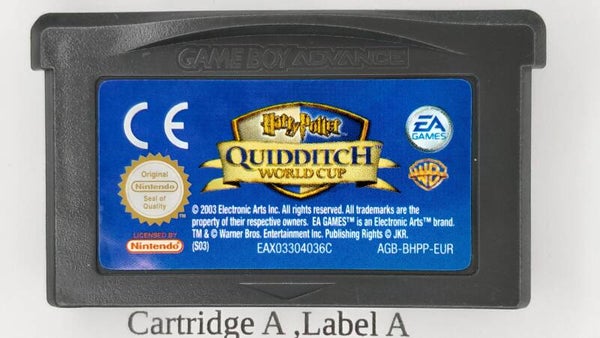 GAME BOY ADVANCE
CE
Harry Potter
QUIDDITCH
WORLD CUP
EA
GAMES™
WB
Original
Nintendo
Seal of
Quality
LICENSED BY
Nintendo
© 2003 Electronic Arts Inc. All rights reserved. All trademarks are the
property of their respective owners. EA GAMES™ is an Electronic Arts™ brand.
TM & © Warner Bros. Entertainment Inc. Publishing Rights © JKR.
(S03)
EAX03304036C
AGB-BHPP-EUR
Cartridge A ,Label A